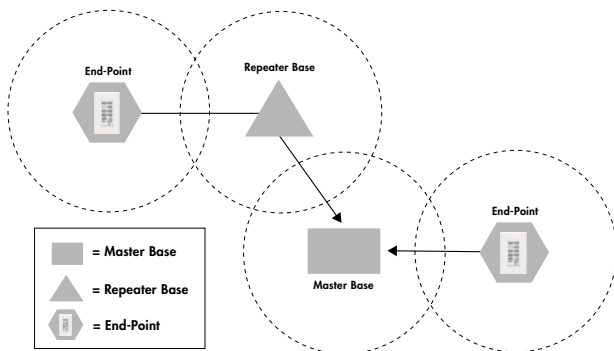 End-Point
Repeater Base
End-Point
Master Base
= Master Base
= Repeater Base
= End-Point